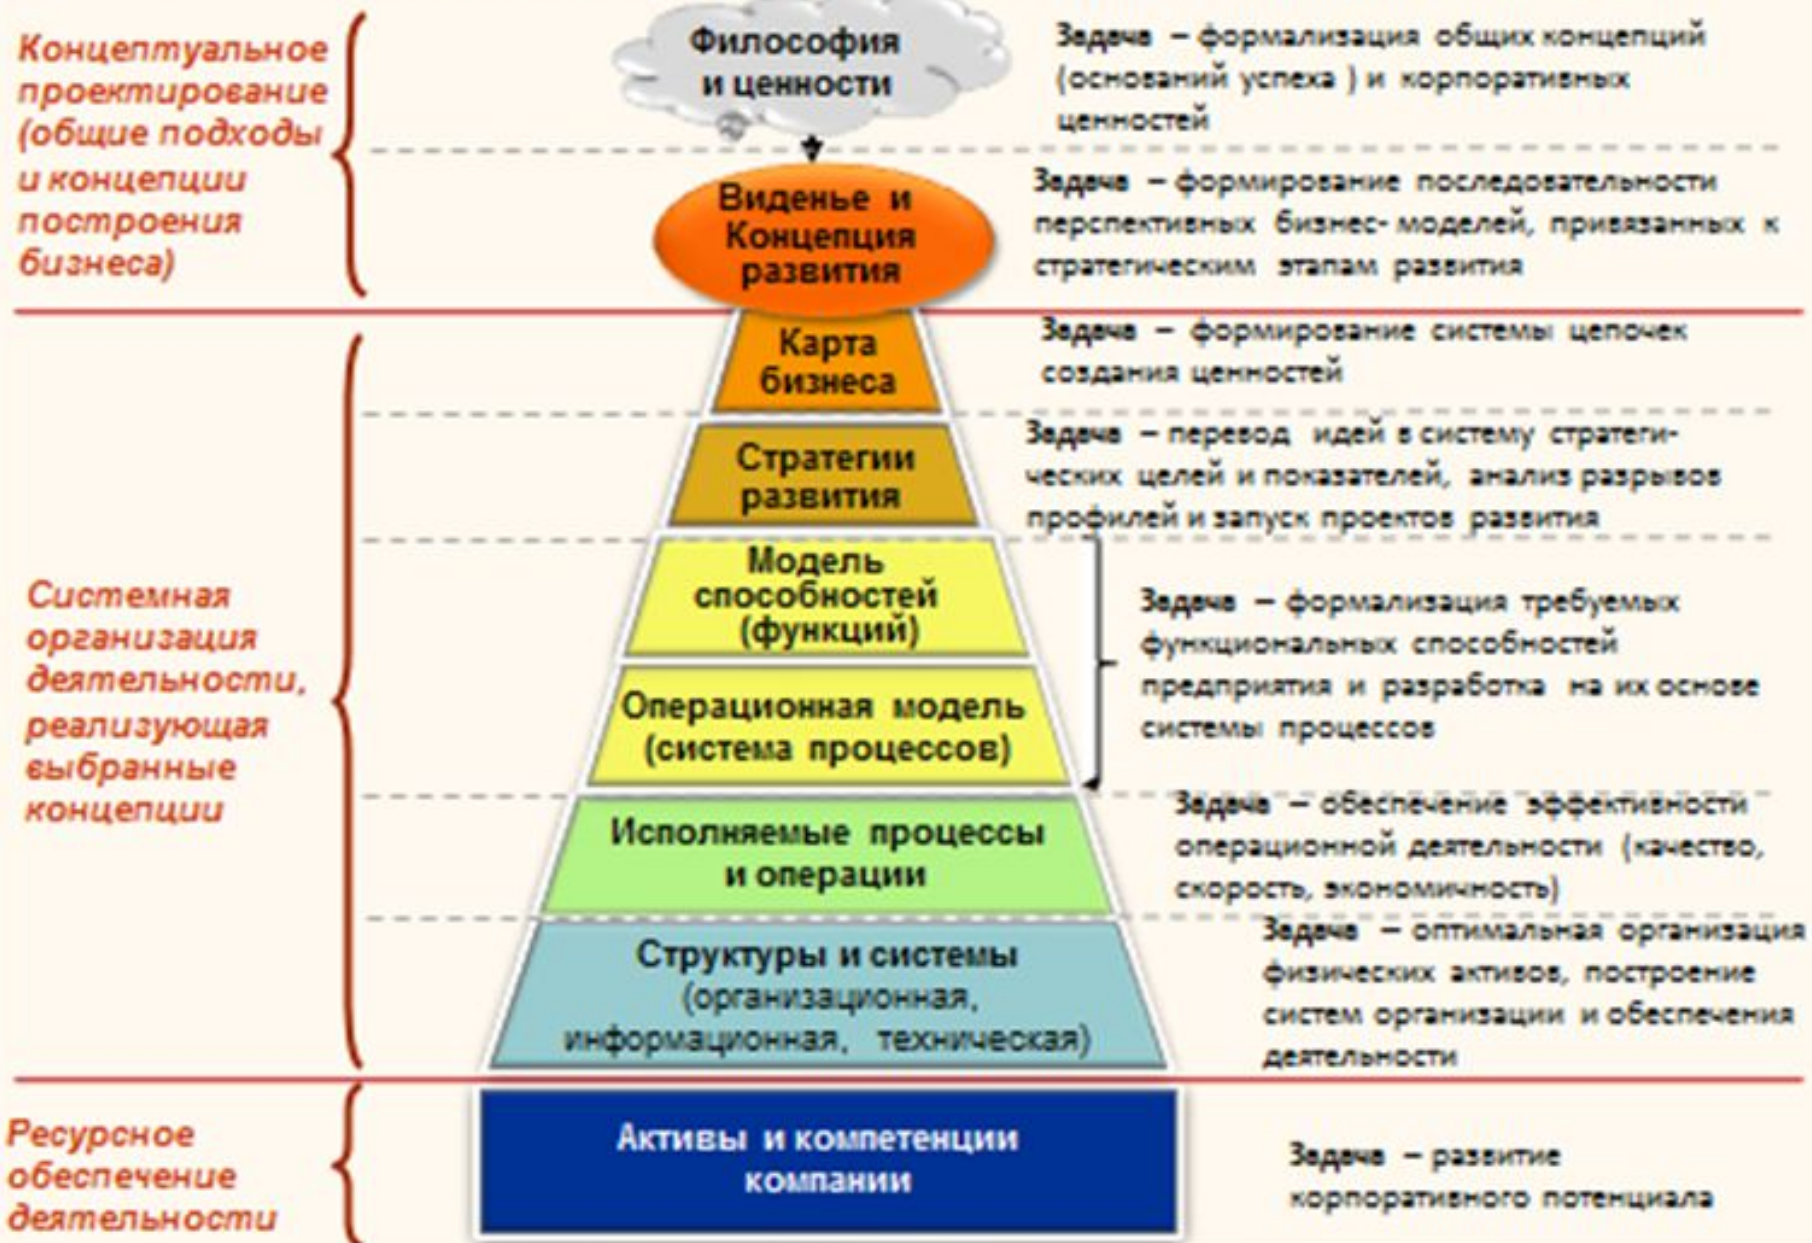 Концептуальное
проектирование
(общие подходы
и концепции
построения
бизнеса)
Философия
и ценности
Задача – формализация общих концепций
(оснований успеха ) и корпоративных
ценностей
Виденье и
Концепция
развития
Задача – формирование последовательности
перспективных бизнес- моделей, привязанных к
стратегическим этапам развития
Системная
организация
деятельности,
реализующая
выбранные
концепции
Карта
бизнеса
Задача – формирование системы цепочек
создания ценностей
Стратегии
развития
Задача – перевод идей в систему стратеги-
ческих целей и показателей, анализ разрывов
профилей и запуск проектов развития
Модель
способностей
(функций)
Операционная модель
(система процессов)
Задача – формализация требуемых
функциональных способностей
предприятия и разработка на их основе
системы процессов
Исполняемые процессы
и операции
Задача – обеспечение эффективности
операционной деятельности (качество,
скорость, экономичность)
Структуры и системы
(организационная,
информационная, техническая)
Задача – оптимальная организация
физических активов, построение
систем организации и обеспечения
деятельности
Ресурсное
обеспечение
деятельности
Активы и компетенции
компании
Задача – развитие
корпоративного потенциала